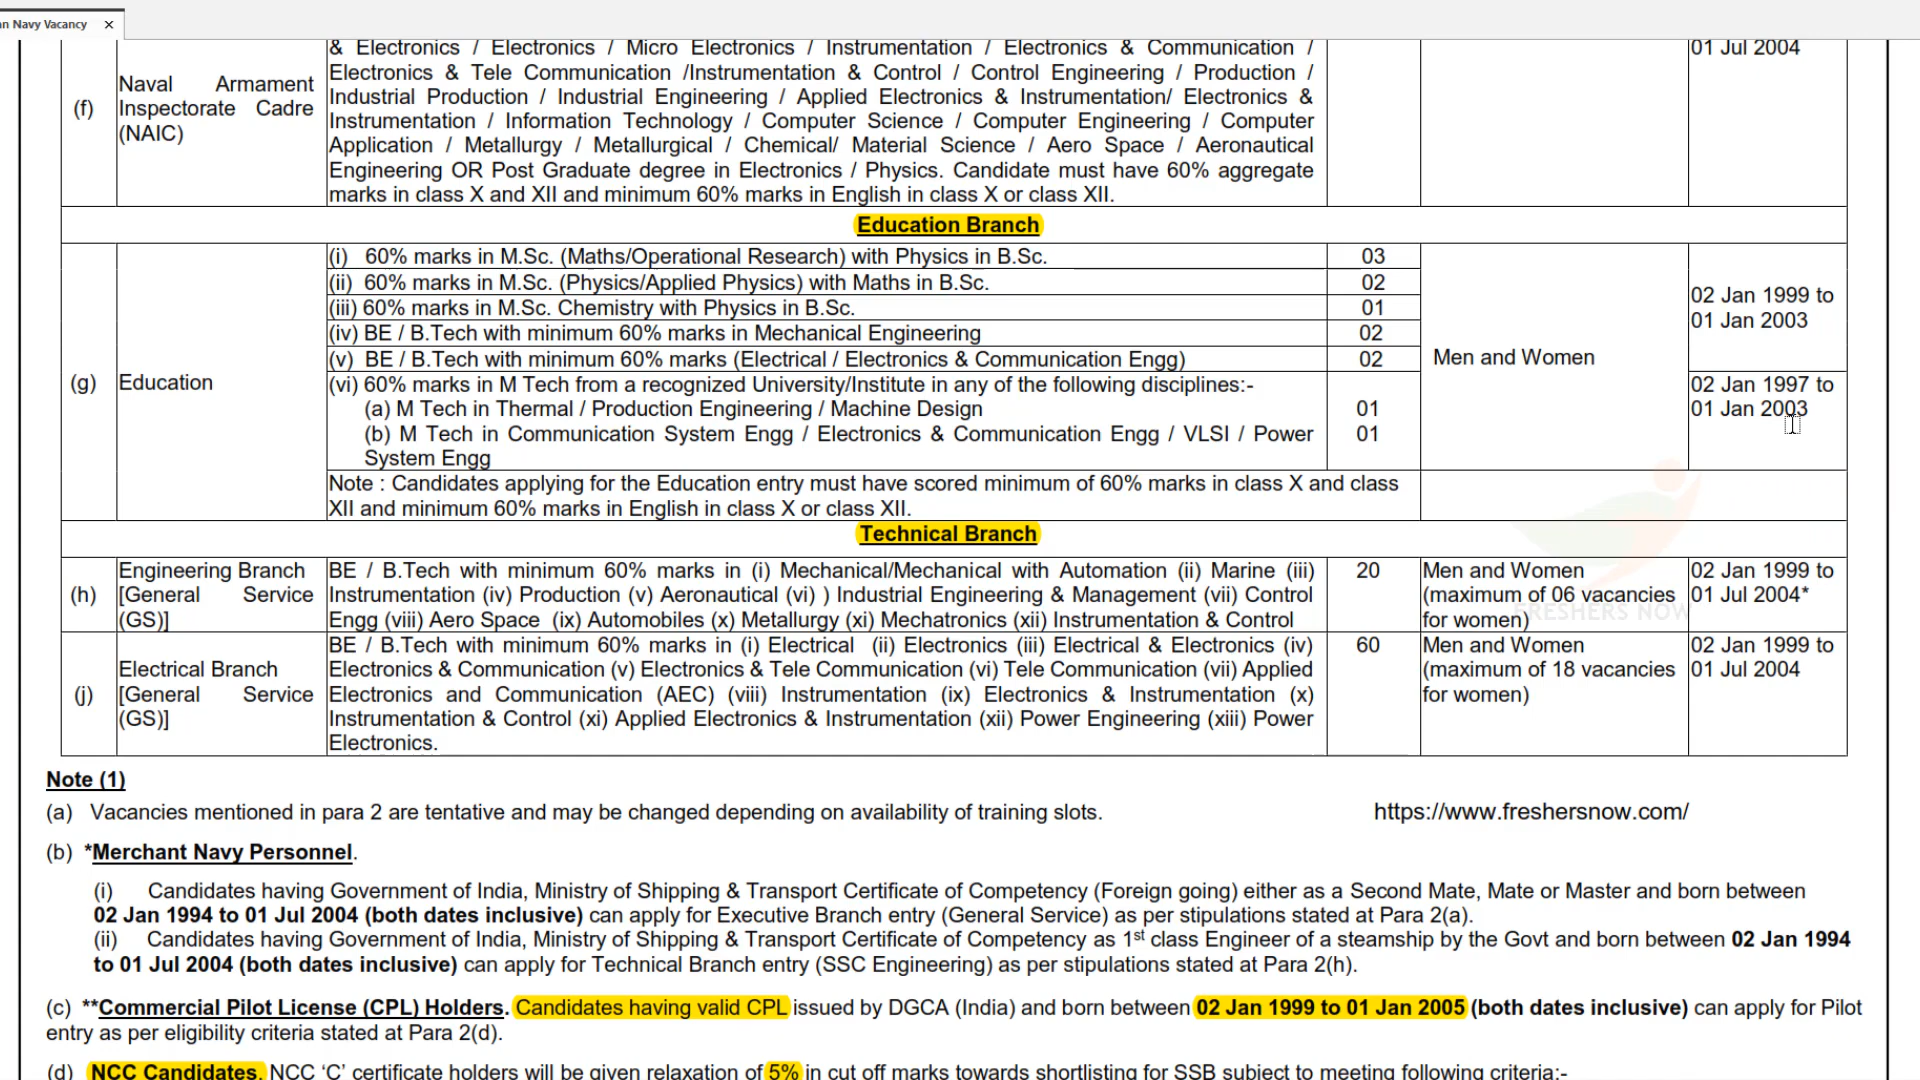 an Navy Vacancy ×
& Electronics / Electronics / Micro Electronics / Instrumentation / Electronics & Communication /
Electronics & Tele Communication /Instrumentation & Control / Control Engineering / Production /
Industrial Production / Industrial Engineering / Applied Electronics & Instrumentation/ Electronics &
Instrumentation / Information Technology / Computer Science / Computer Engineering / Computer
Application / Metallurgy / Metallurgical / Chemical/ Material Science / Aero Space / Aeronautical
Engineering OR Post Graduate degree in Electronics / Physics. Candidate must have 60% aggregate
marks in class X and XII and minimum 60% marks in English in class X or class XII.
01 Jul 2004
(f)
Naval Armament
Inspectorate Cadre
(NAIC)
Education Branch
(g)
Education
(i) 60% marks in M.Sc. (Maths/Operational Research) with Physics in B.Sc. 03
(ii) 60% marks in M.Sc. (Physics/Applied Physics) with Maths in B.Sc. 02
(iii) 60% marks in M.Sc. Chemistry with Physics in B.Sc. 01
(iv) BE / B.Tech with minimum 60% marks in Mechanical Engineering 02
(v) BE / B.Tech with minimum 60% marks (Electrical / Electronics & Communication Engg) 02
(vi) 60% marks in M Tech from a recognized University/Institute in any of the following disciplines:-
(a) M Tech in Thermal / Production Engineering / Machine Design 01
(b) M Tech in Communication System Engg / Electronics & Communication Engg / VLSI / Power 01
System Engg
Men and Women
02 Jan 1999 to
01 Jan 2003
02 Jan 1997 to
01 Jan 2003
Note : Candidates applying for the Education entry must have scored minimum of 60% marks in class X and class
XII and minimum 60% marks in English in class X or class XII.
Technical Branch
(h)
Engineering Branch
[General Service
(GS)]
BE / B.Tech with minimum 60% marks in (i) Mechanical/Mechanical with Automation (ii) Marine (iii)
Instrumentation (iv) Production (v) Aeronautical (vi) ) Industrial Engineering & Management (vii) Control
Engg (viii) Aero Space (ix) Automobiles (x) Metallurgy (xi) Mechatronics (xii) Instrumentation & Control
20
Men and Women
(maximum of 06 vacancies
for women)
02 Jan 1999 to
01 Jul 2004*
FRESHERS NOW
(j)
Electrical Branch
[General Service
(GS)]
BE / B.Tech with minimum 60% marks in (i) Electrical (ii) Electronics (iii) Electrical & Electronics (iv)
Electronics & Communication (v) Electronics & Tele Communication (vi) Tele Communication (vii) Applied
Electronics and Communication (AEC) (viii) Instrumentation (ix) Electronics & Instrumentation (x)
Instrumentation & Control (xi) Applied Electronics & Instrumentation (xii) Power Engineering (xiii) Power
Electronics.
60
Men and Women
(maximum of 18 vacancies
for women)
02 Jan 1999 to
01 Jul 2004
Note (1)
(a) Vacancies mentioned in para 2 are tentative and may be changed depending on availability of training slots.
https://www.freshersnow.com/
(b) *Merchant Navy Personnel.
(i) Candidates having Government of India, Ministry of Shipping & Transport Certificate of Competency (Foreign going) either as a Second Mate, Mate or Master and born between
02 Jan 1994 to 01 Jul 2004 (both dates inclusive) can apply for Executive Branch entry (General Service) as per stipulations stated at Para 2(a).
(ii) Candidates having Government of India, Ministry of Shipping & Transport Certificate of Competency as 1st class Engineer of a steamship by the Govt and born between 02 Jan 1994
to 01 Jul 2004 (both dates inclusive) can apply for Technical Branch entry (SSC Engineering) as per stipulations stated at Para 2(h).
(c) **Commercial Pilot License (CPL) Holders. Candidates having valid CPL issued by DGCA (India) and born between 02 Jan 1999 to 01 Jan 2005 (both dates inclusive) can apply for Pilot
entry as per eligibility criteria stated at Para 2(d).
(d) NCC Candidates. NCC ‘C’ certificate holders will be given relaxation of 5% in cut off marks towards shortlisting for SSB subject to meeting following criteria:-